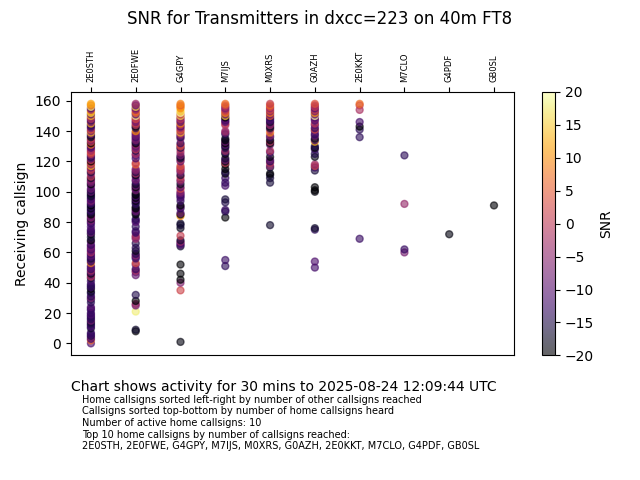 SNR for Transmitters in dxcc=223 on 40m FT8
2E0STH 2E0FWE G4GPY M7IJS M0XRS G0AZH 2E0KKT M7CLO G4PDF GB0SL
160
140
120
100
80
60
40
20
0
Receiving callsign
20
15
10
5
0
−5
−10
−15
−20
SNR
Chart shows activity for 30 mins to 2025-08-24 12:09:44 UTC
Home callsigns sorted left-right by number of other callsigns reached
Callsigns sorted top-bottom by number of home callsigns heard
Number of active home callsigns: 10
Top 10 home callsigns by number of callsigns reached:
2E0STH, 2E0FWE, G4GPY, M7IJS, M0XRS, G0AZH, 2E0KKT, M7CLO, G4PDF, GB0SL